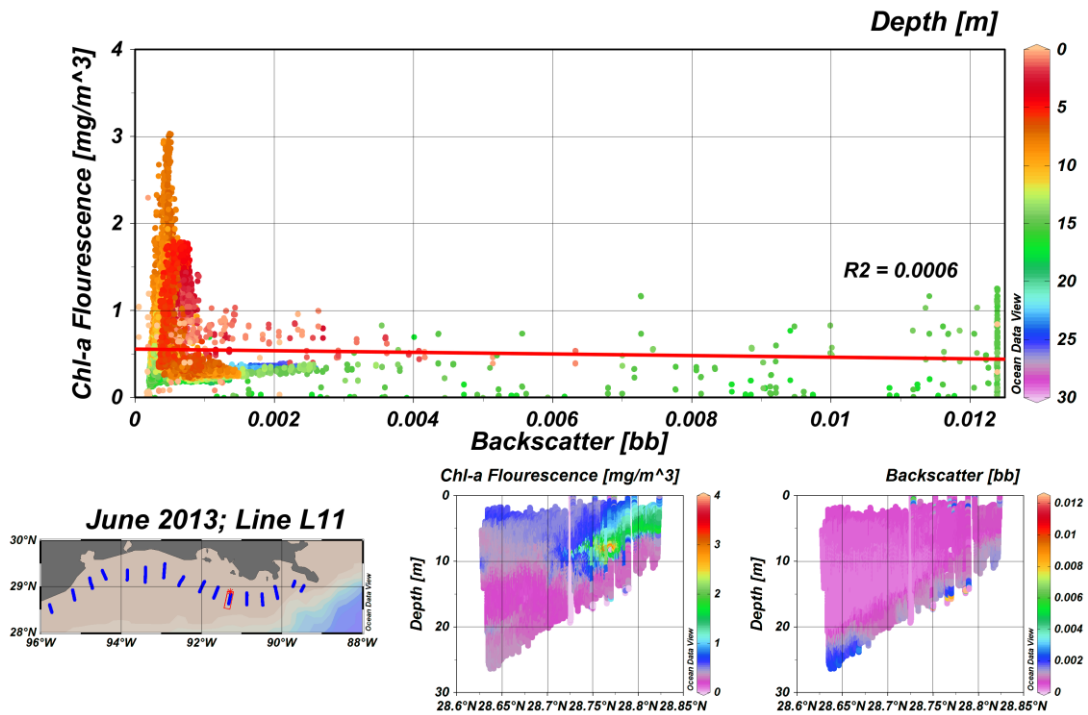 Depth [m]
Chl-a Flourescence [mg/m^3]
4
3
2
1
0
0
0.002
0.004
0.006
0.008
0.01
0.012
Backscatter [bb]
R2 = 0.0006
Ocean Data View
0
5
10
15
20
25
30
June 2013; Line L11
30°N
29°N
28°N
96°W
94°W
92°W
90°W
88°W
Ocean Data View
Chl-a Flourescence [mg/m^3]
Depth [m]
0
10
20
30
28.6°N
28.65°N
28.7°N
28.75°N
28.8°N
28.85°N
Ocean Data View
4
3
2
1
0
Backscatter [bb]
Depth [m]
0
10
20
30
28.6°N
28.65°N
28.7°N
28.75°N
28.8°N
28.85°N
Ocean Data View
0.012
0.01
0.008
0.006
0.004
0.002
0